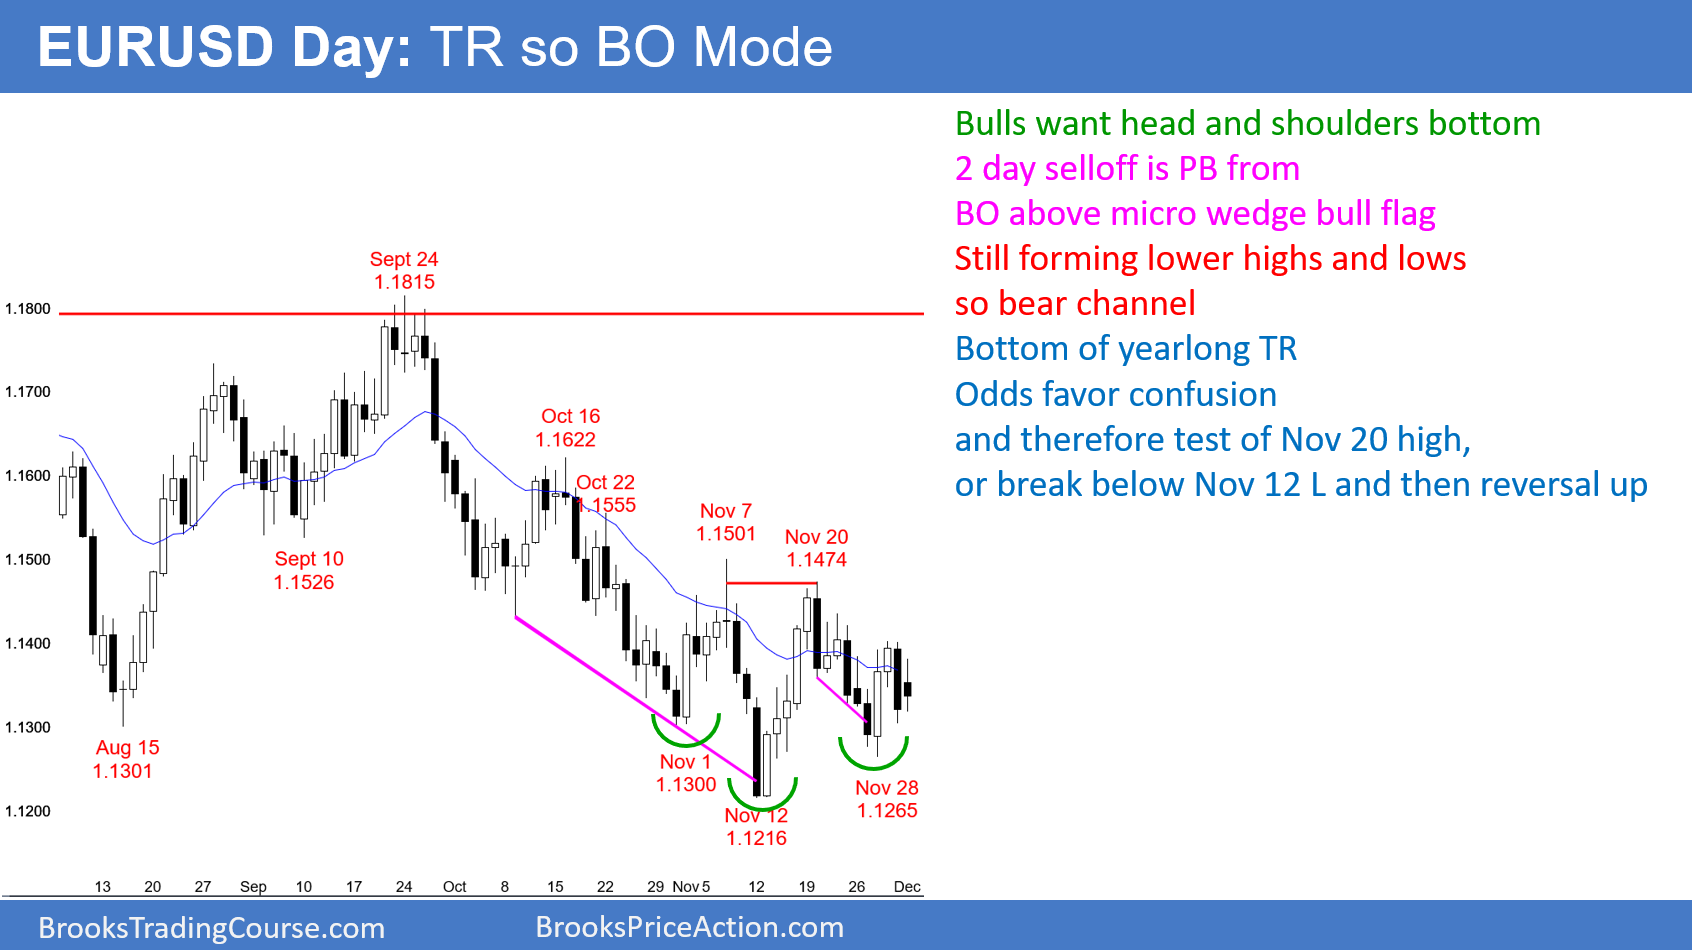 EURUSD Day: TR so BO Mode
Bulls want head and shoulders bottom
2 day selloff is PB from
BO above micro wedge bull flag
Still forming lower highs and lows
so bear channel
Bottom of yearlong TR
Odds favor confusion
and therefore test of Nov 20 high,
or break below Nov 12 L and then reversal up
Sept 24
1.1815
1.1800
1.1700
Oct 16
1.1622
1.1600
Oct 22
1.1555
Nov 7
1.1501
Nov 20
1.1474
Sept 10
1.1526
1.1500
1.1400
1.1300
Aug 15
1.1301
Nov 1
1.1300
Nov 28
1.1265
Nov 12
1.1216
1.1200
13 20 27 Sep 10 17 24 Oct 8 15 22 29 Nov 5 12 19 26 Dec
BrooksTradingCourse.com
BrooksPriceAction.com